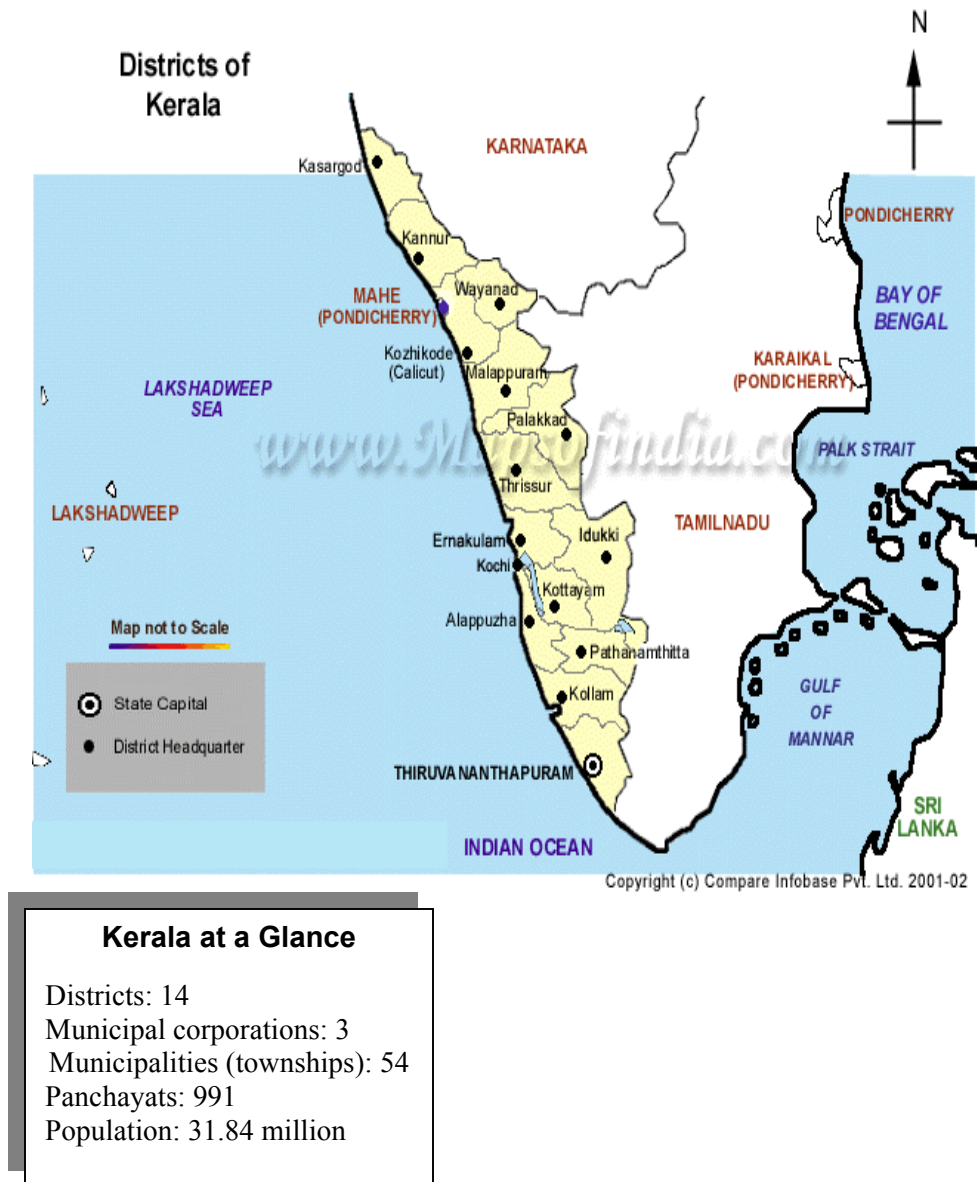 Districts of
Kerala
N
KARNATAKA
Kasargod
PONDICHERRY
Kannur
Wayanad
MAHE
(PONDICHERRY)
BAY OF
BENGAL
Kozhikode
(Calicut)
KARAIKAL
(PONDICHERRY)
Malappuram
LAKSHADWEEP
SEA
Palakkad
www.Mapsofindia.com
PALK STRAIT
Thrissur
LAKSHADWEEP
TAMILNADU
Ernakulam
Idukki
Kochi
Kottayam
Alappuzha
Map not to Scale
Pathanamthitta
State Capital
Kollam
GULF
OF
MANNAR
District Headquarter
THIRUVANANTHAPURAM
SRI
LANKA
INDIAN OCEAN
Copyright (c) Compare Infobase Pvt. Ltd. 2001-02
Kerala at a Glance
Districts: 14
Municipal corporations: 3
Municipalities (townships): 54
Panchayats: 991
Population: 31.84 million